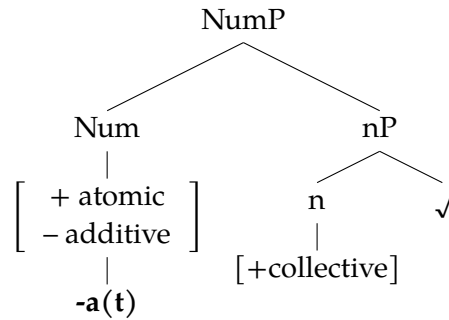 NumP
Num nP
+ atomic
− additive
n √
[+collective]
-a(t)